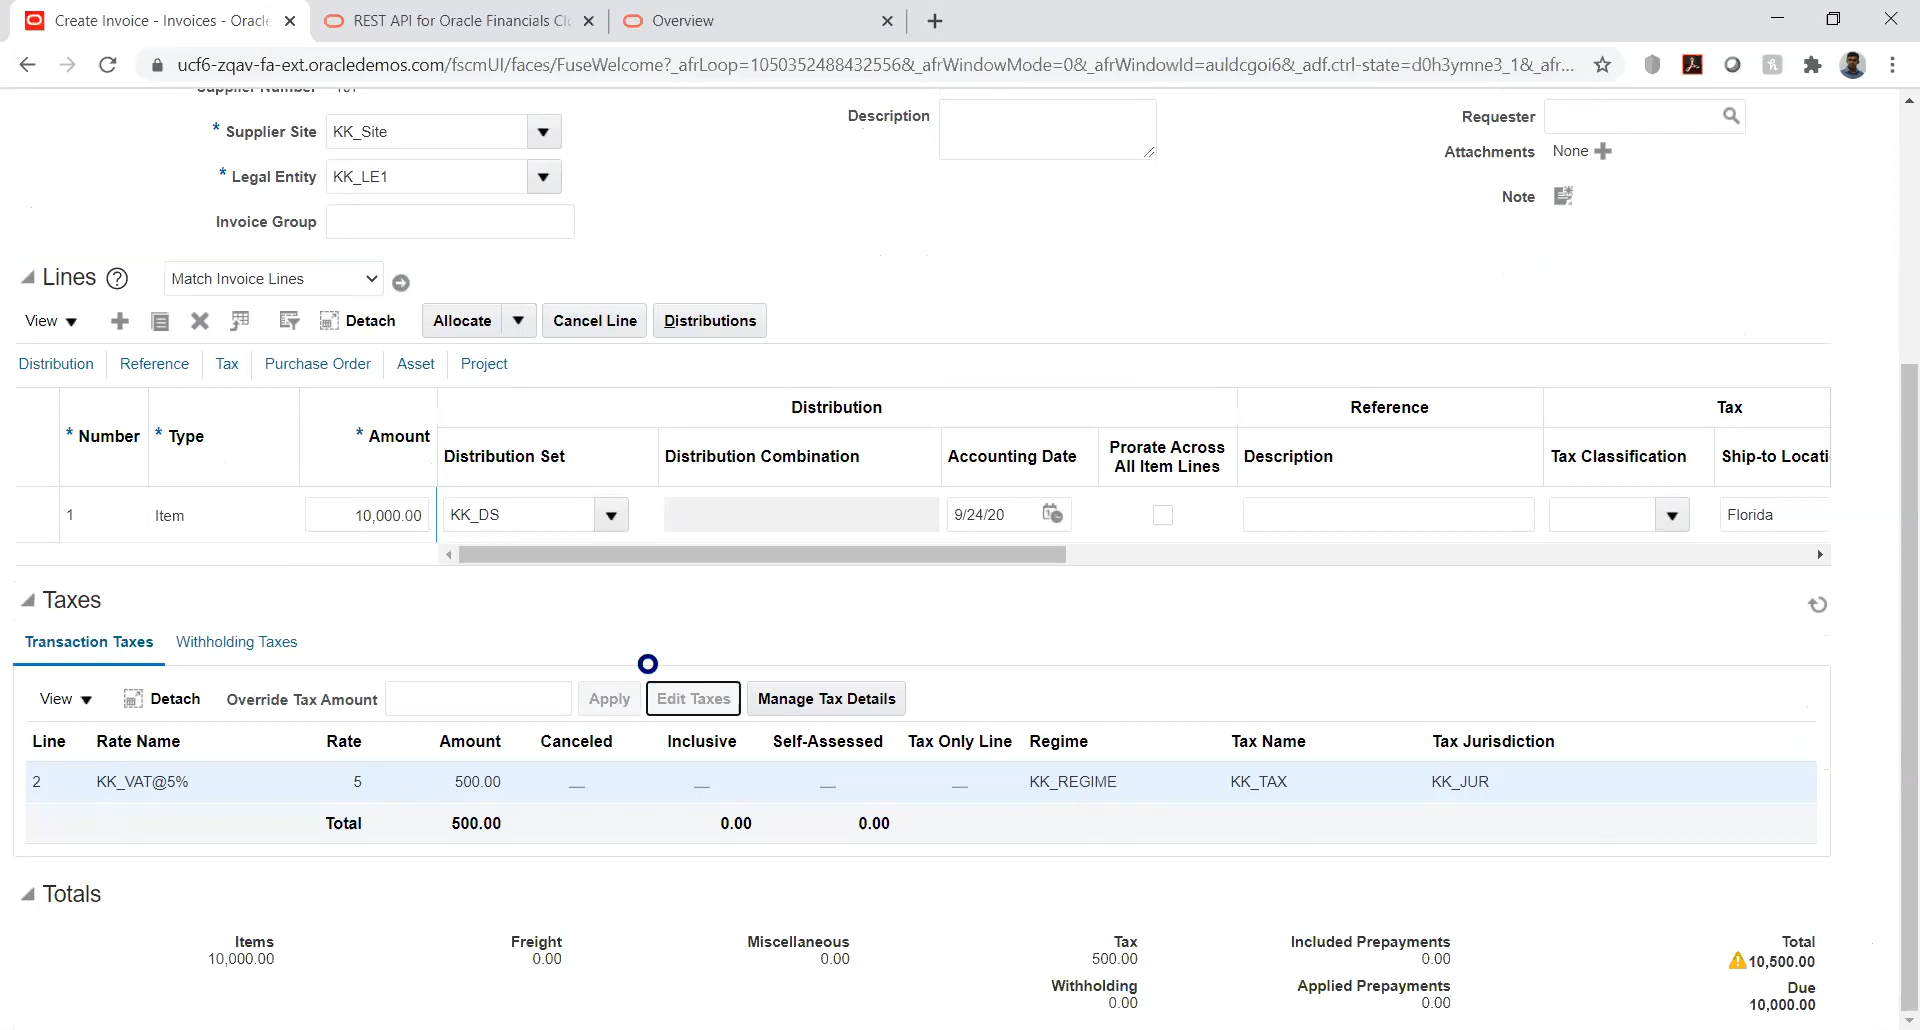 Create Invoice - Invoices - Oracle
REST API for Oracle Financials Clo
Overview
ucf6-zqav-fa-ext.oracledemos.com/fscmUI/faces/FuseWelcome?_afrLoop=10503524888432556&_afrWindowMode=0&_afrWindowId=auldcgoi6&_adf.ctrl-state=d0h3ymne3_1&_afr...
Supplier Number
* Supplier Site KK_Site
* Legal Entity KK_LE1
Invoice Group
Description
Requester
Attachments None
Note
Lines
Match Invoice Lines
View Detach Allocate Cancel Line Distributions
Distribution Reference Tax Purchase Order Asset Project
Distribution Reference Tax
* Number * Type * Amount Distribution Set Distribution Combination Accounting Date Prorate Across All Item Lines Description Tax Classification Ship-to Locati
1 Item 10,000.00 KK_DS 9/24/20 Florida
Taxes
Transaction Taxes Withholding Taxes
View Detach Override Tax Amount Apply Edit Taxes Manage Tax Details
Line Rate Name Rate Amount Canceled Inclusive Self-Assessed Tax Only Line Regime Tax Name Tax Jurisdiction
2 KK_VAT@5% 5 500.00 KK_REGIME KK_TAX KK_JUR
Total 500.00 0.00 0.00
Totals
Items Freight Miscellaneous Tax Included Prepayments Total
10,000.00 0.00 0.00 500.00 0.00 10,500.00
Withholding Applied Prepayments Due
0.00 0.00 10,000.00